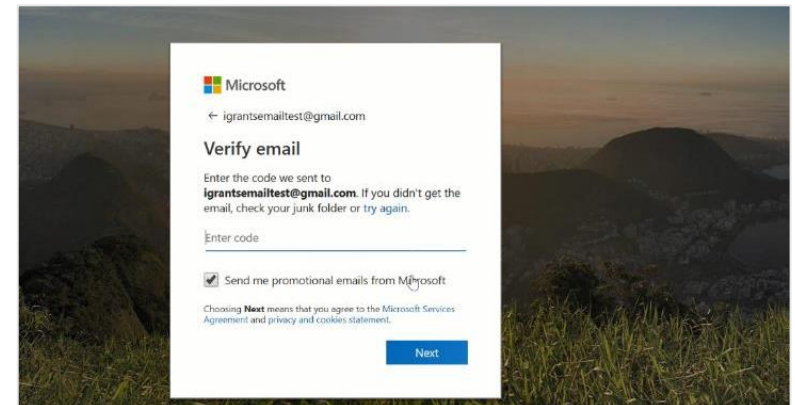 Microsoft
← igrantsemailtest@gmail.com
Verify email
Enter the code we sent to
igrantsemailtest@gmail.com. If you didn't get the
email, check your junk folder or try again.
Enter code
Send me promotional emails from Microsoft
Choosing Next means that you agree to the Microsoft Services
Agreement and privacy and cookies statement.
Next